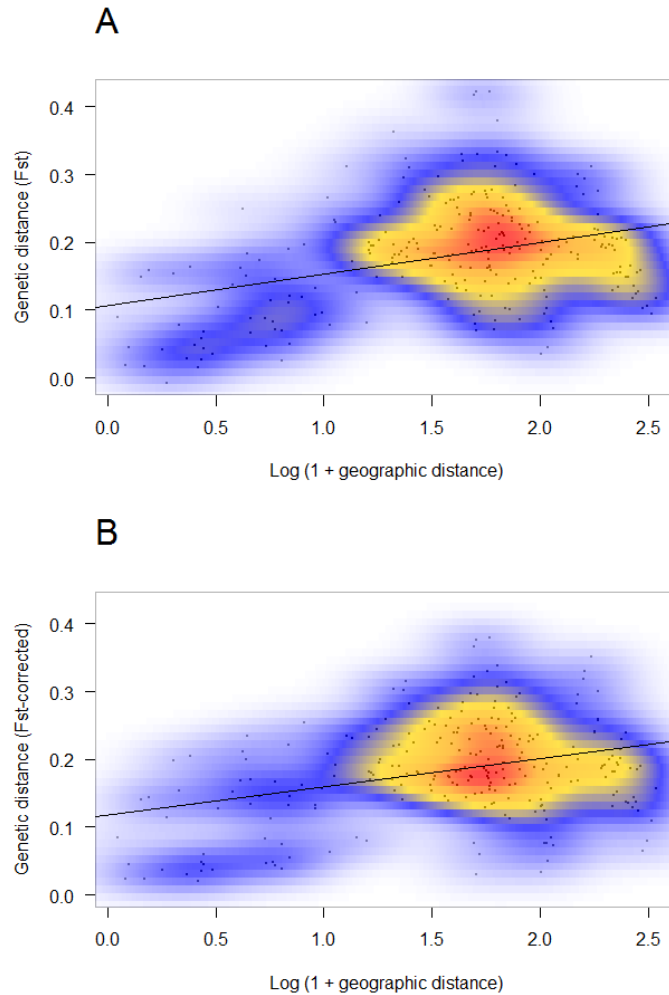 A
Genetic distance (Fst)
0.4
0.3
0.2
0.1
0.0
0.0 0.5 1.0 1.5 2.0 2.5
Log (1 + geographic distance)
B
Genetic distance (Fst-corrected)
0.4
0.3
0.2
0.1
0.0
0.0 0.5 1.0 1.5 2.0 2.5
Log (1 + geographic distance)